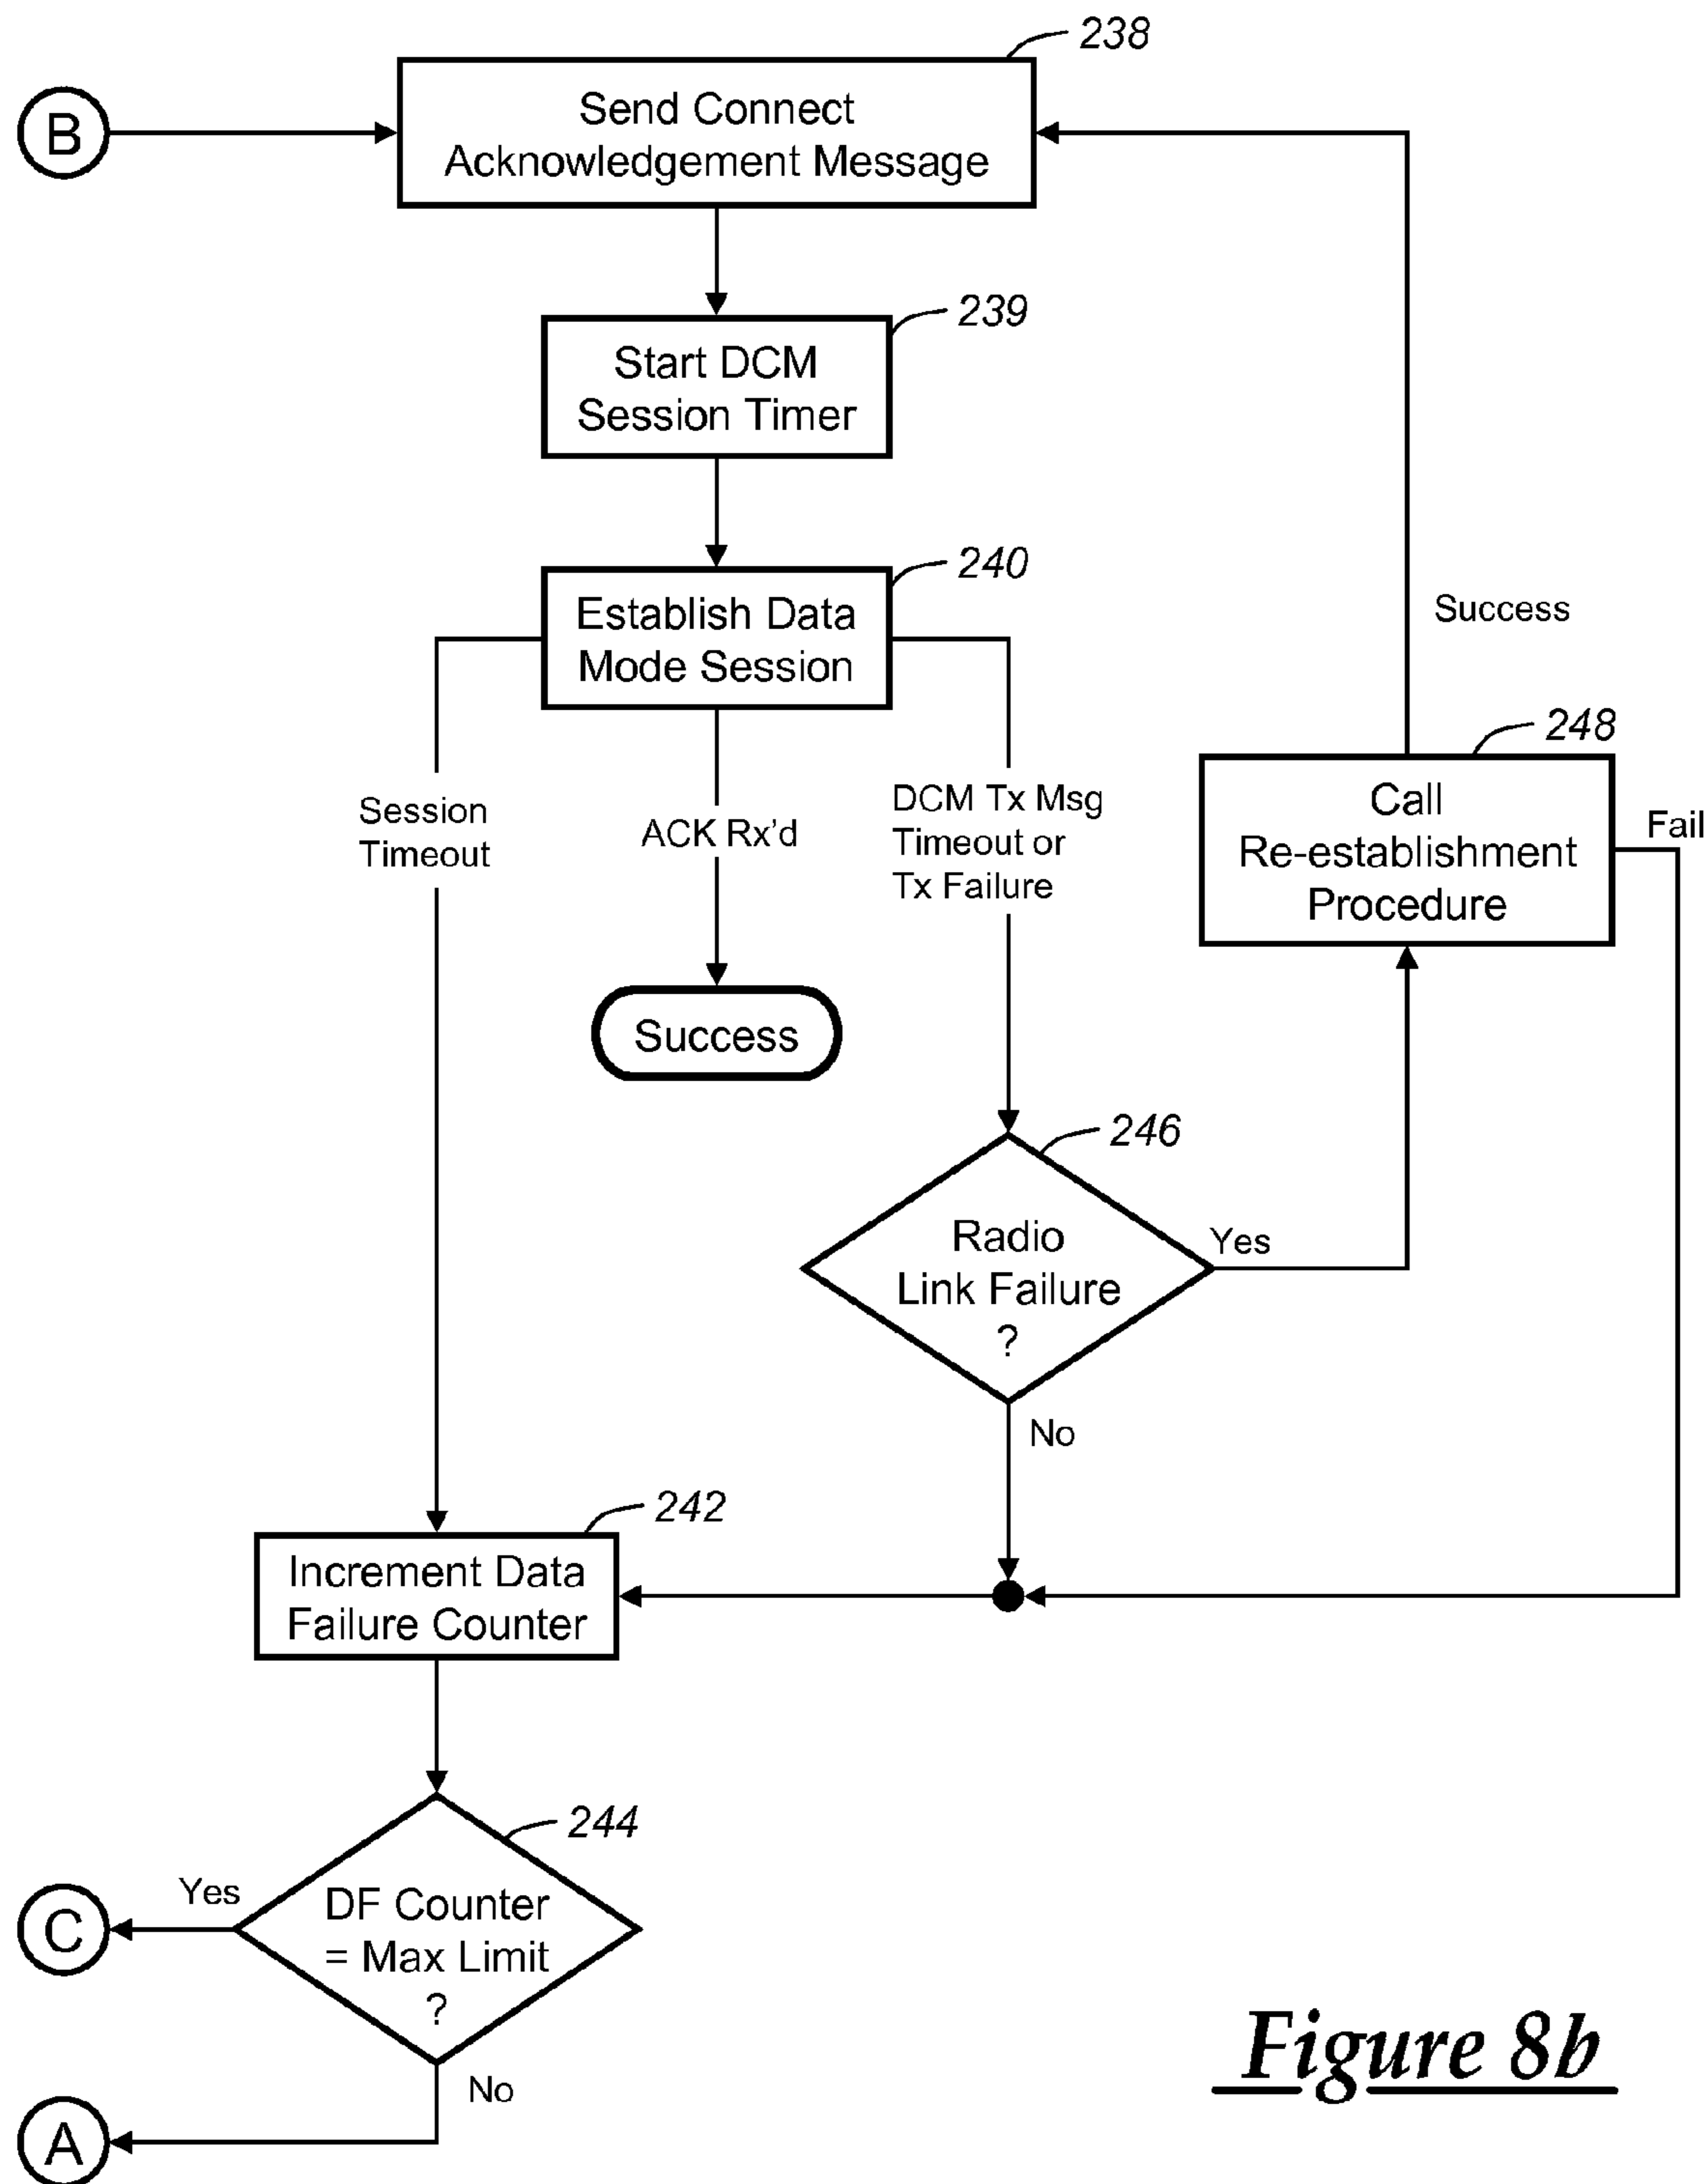 238
B
Send Connect
Acknowledgement Message
239
Start DCM
Session Timer
240
Establish Data
Mode Session
Success
248
Call
Re-establishment
Procedure
Fail
Session
Timeout
ACK Rx'd
DCM Tx Msg
Timeout or
Tx Failure
Success
246
Radio
Link Failure
?
Yes
No
242
Increment Data
Failure Counter
244
DF Counter
= Max Limit
?
Yes
C
No
A
Figure 8b